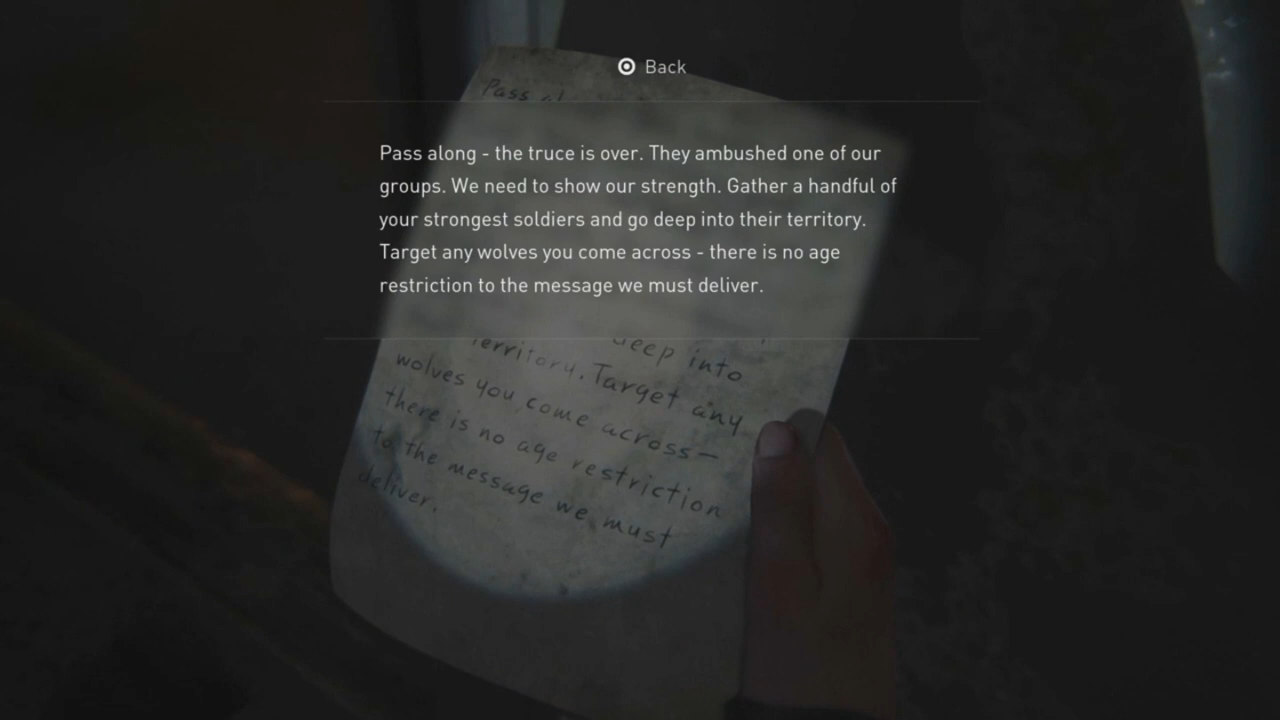 Back
Pass al
Pass along - the truce is over. They ambushed one of our
groups. We need to show our strength. Gather a handful of
your strongest soldiers and go deep into their territory.
Target any wolves you come across - there is no age
restriction to the message we must deliver.
deep into
territory. Target any
wolves you come across—
there is no age restriction
to the message we must
deliver.